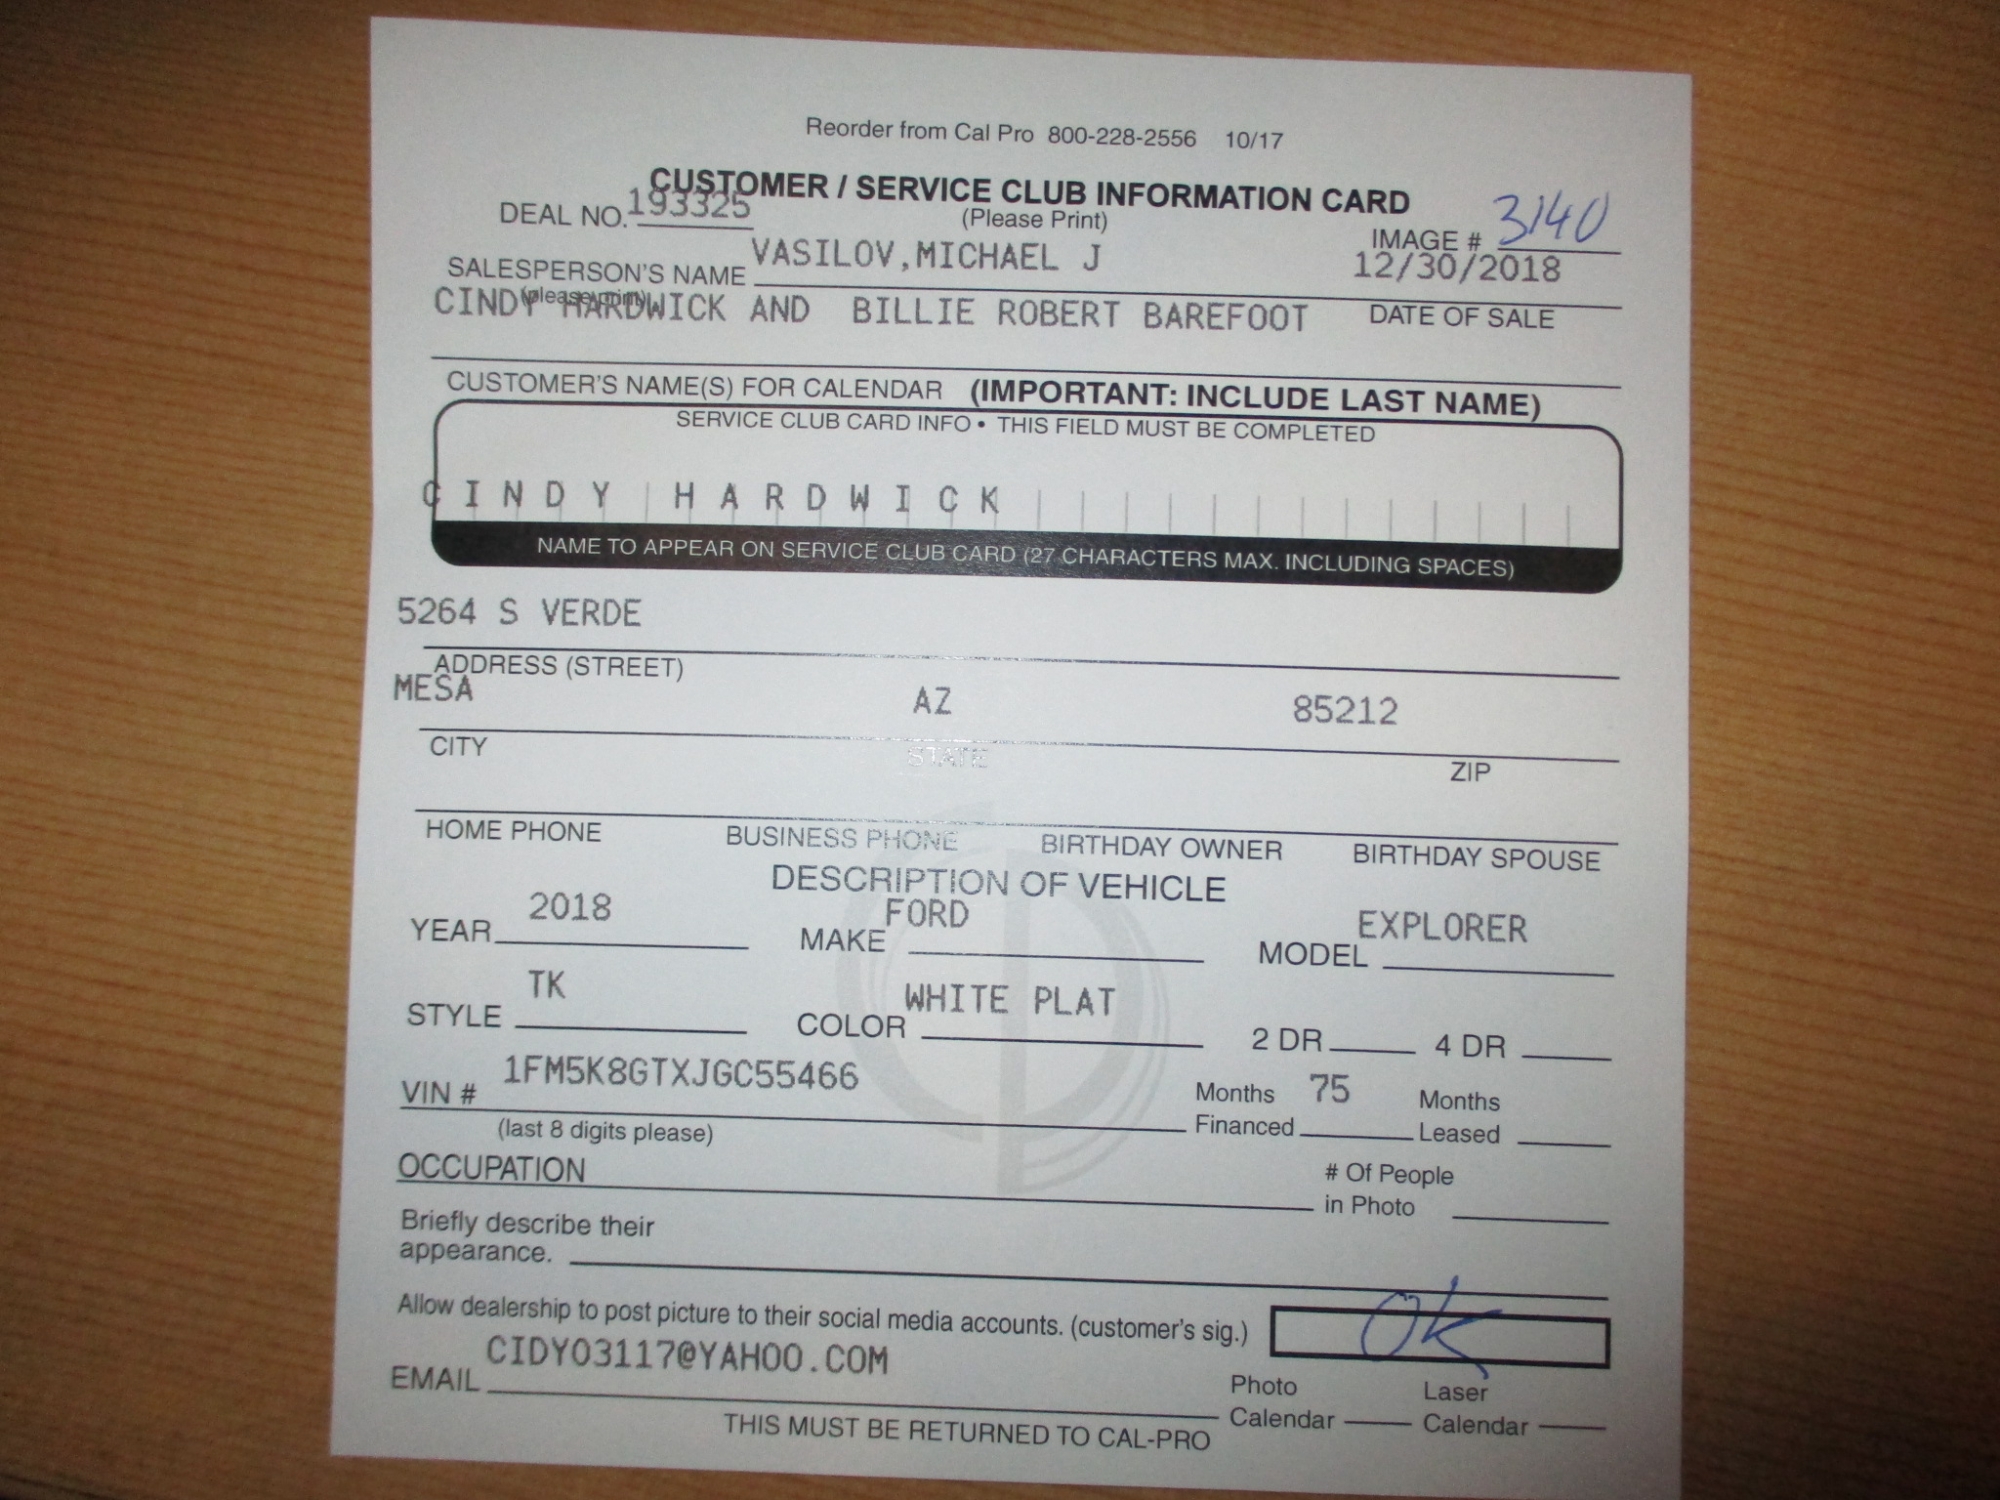 Reorder from Cal Pro 800-228-2556 10/17
CUSTOMER / SERVICE CLUB INFORMATION CARD
DEAL NO. 193325 (Please Print) IMAGE # 3140
SALESPERSON'S NAME VASILOV,MICHAEL J 12/30/2018
(please print) DATE OF SALE
CINDY HARDWICK AND BILLIE ROBERT BAREFOOT
CUSTOMER'S NAME(S) FOR CALENDAR (IMPORTANT: INCLUDE LAST NAME)
SERVICE CLUB CARD INFO • THIS FIELD MUST BE COMPLETED
CINDY HARDWICK
NAME TO APPEAR ON SERVICE CLUB CARD (27 CHARACTERS MAX. INCLUDING SPACES)
5264 S VERDE
ADDRESS (STREET)
MESA AZ 85212
CITY STATE ZIP
HOME PHONE BUSINESS PHONE BIRTHDAY OWNER BIRTHDAY SPOUSE
DESCRIPTION OF VEHICLE
YEAR 2018 MAKE FORD MODEL EXPLORER
STYLE TK COLOR WHITE PLAT 2 DR 4 DR
VIN # 1FM5K8GTXJGC55466 Months Financed 75 Months Leased
(last 8 digits please)
OCCUPATION # Of People in Photo
Briefly describe their
appearance.
Allow dealership to post picture to their social media accounts. (customer's sig.) OK
EMAIL CIDY03117@YAHOO.COM Photo Calendar Laser Calendar
THIS MUST BE RETURNED TO CAL-PRO